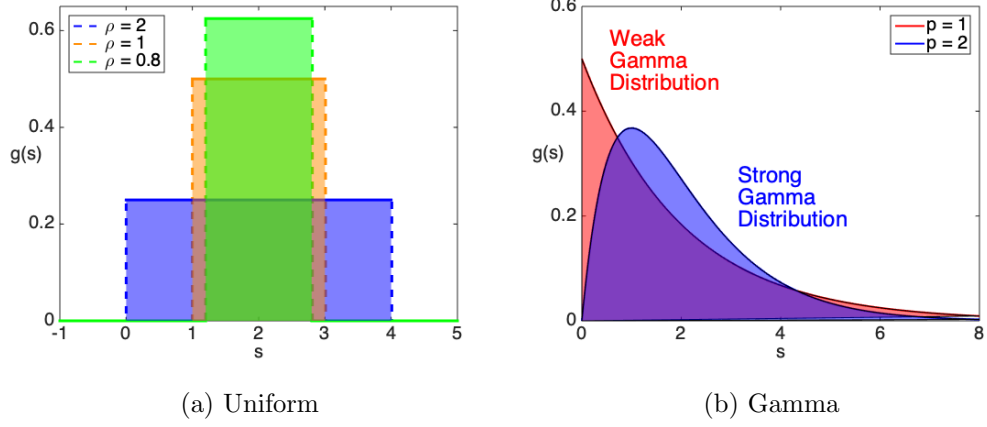 0.6
0.4
g(s)
0.2
0
-1 0 1 2 3 4 5
s
ρ = 2
ρ = 1
ρ = 0.8
(a) Uniform
0.6
0.4
g(s)
0.2
0
0 2 4 6 8
s
Weak
Gamma
Distribution
Strong
Gamma
Distribution
p = 1
p = 2
(b) Gamma